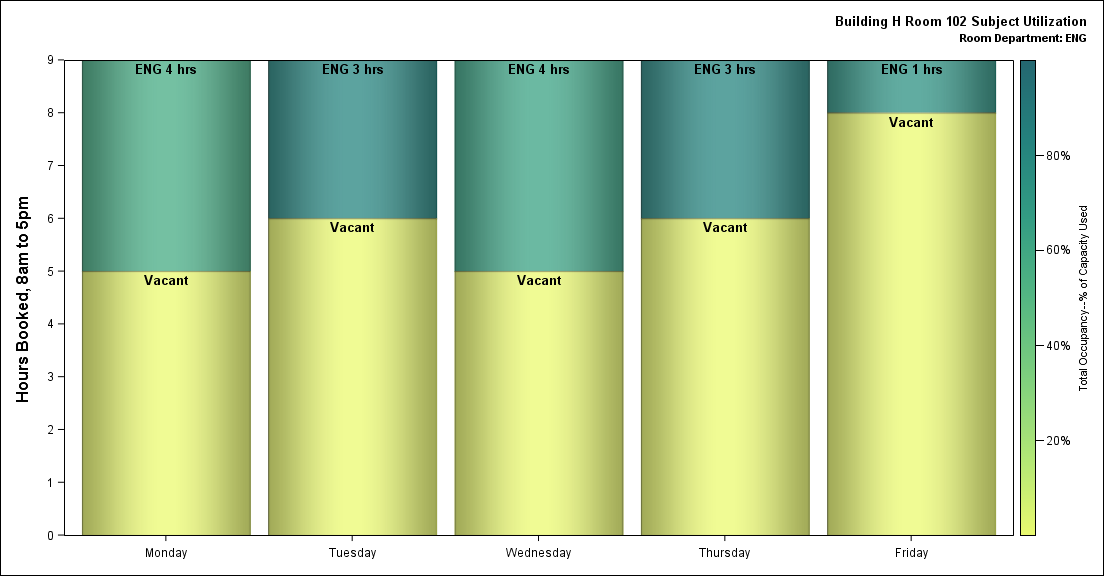 Building H Room 102 Subject Utilization
Room Department: ENG
Hours Booked, 8am to 5pm
9
8
7
6
5
4
3
2
1
0
ENG 4 hrs
Vacant
ENG 3 hrs
Vacant
ENG 4 hrs
Vacant
ENG 3 hrs
Vacant
ENG 1 hrs
Vacant
Monday
Tuesday
Wednesday
Thursday
Friday
80%
60%
40%
20%
Total Occupancy--% of Capacity Used